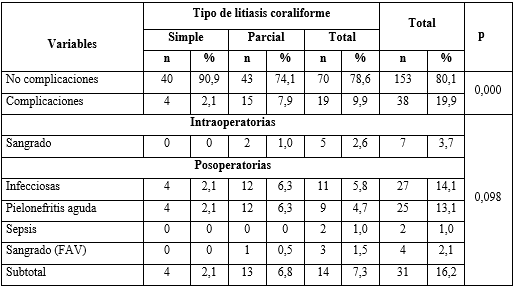 Variables Tipo de litiasis coraliforme Total p
Simple Parcial Total
n % n % n % n %
No complicaciones 40 90,9 43 74,1 70 78,6 153 80,1 0,000
Complicaciones 4 2,1 15 7,9 19 9,9 38 19,9
Intraoperatorias 0,098
Sangrado 0 0 2 1,0 5 2,6 7 3,7
Posoperatorias
Infecciosas 4 2,1 12 6,3 11 5,8 27 14,1
Pielonefritis aguda 4 2,1 12 6,3 9 4,7 25 13,1
Sepsis 0 0 0 0 2 1,0 2 1,0
Sangrado (FAV) 0 0 1 0,5 3 1,5 4 2,1
Subtotal 4 2,1 13 6,8 14 7,3 31 16,2